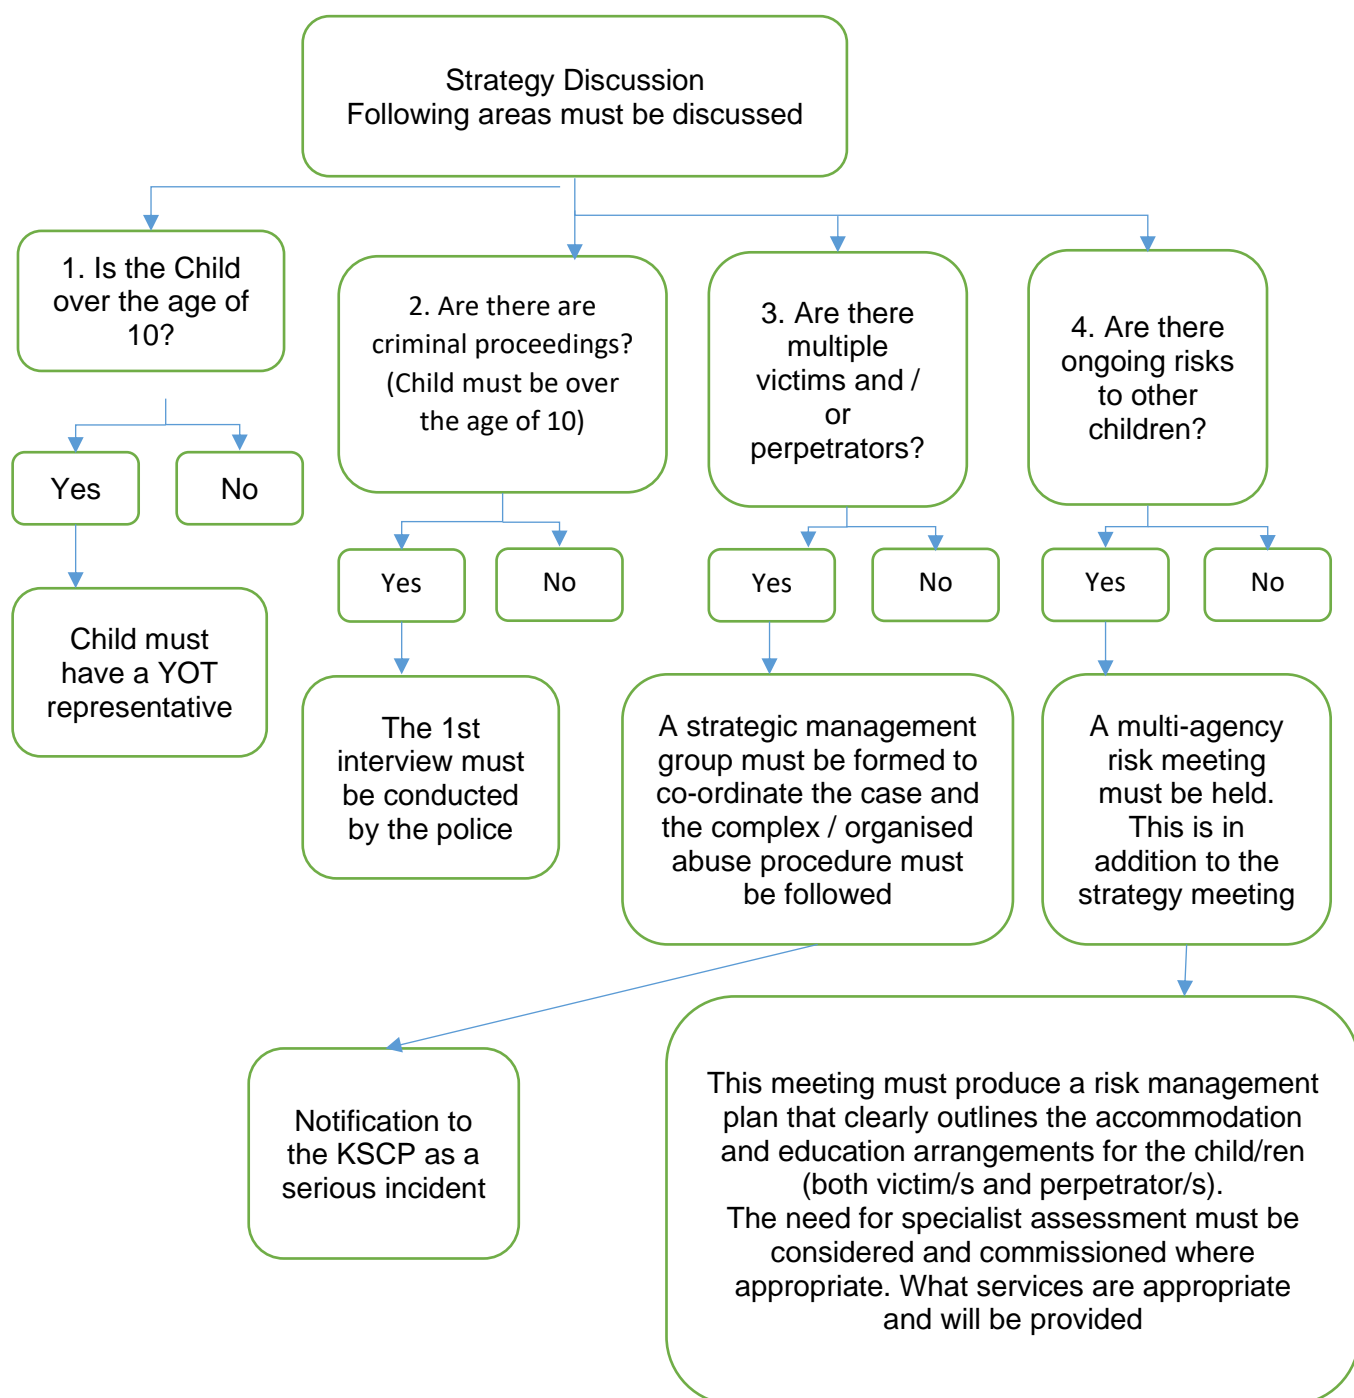 Strategy Discussion
Following areas must be discussed
1. Is the Child
over the age of
10?
Yes
No
Child must
have a YOT
representative
2. Are there are
criminal proceedings?
(Child must be over
the age of 10)
Yes
No
The 1st
interview must
be conducted
by the police
3. Are there
multiple
victims and /
or
perpetrators?
Yes
No
A strategic management
group must be formed to
co-ordinate the case and
the complex / organised
abuse procedure must
be followed
Notification to
the KSCP as a
serious incident
4. Are there
ongoing risks
to other
children?
Yes
No
A multi-agency
risk meeting
must be held.
This is in
addition to the
strategy meeting
This meeting must produce a risk management
plan that clearly outlines the accommodation
and education arrangements for the child/ren
(both victim/s and perpetrator/s).
The need for specialist assessment must be
considered and commissioned where
appropriate. What services are appropriate
and will be provided